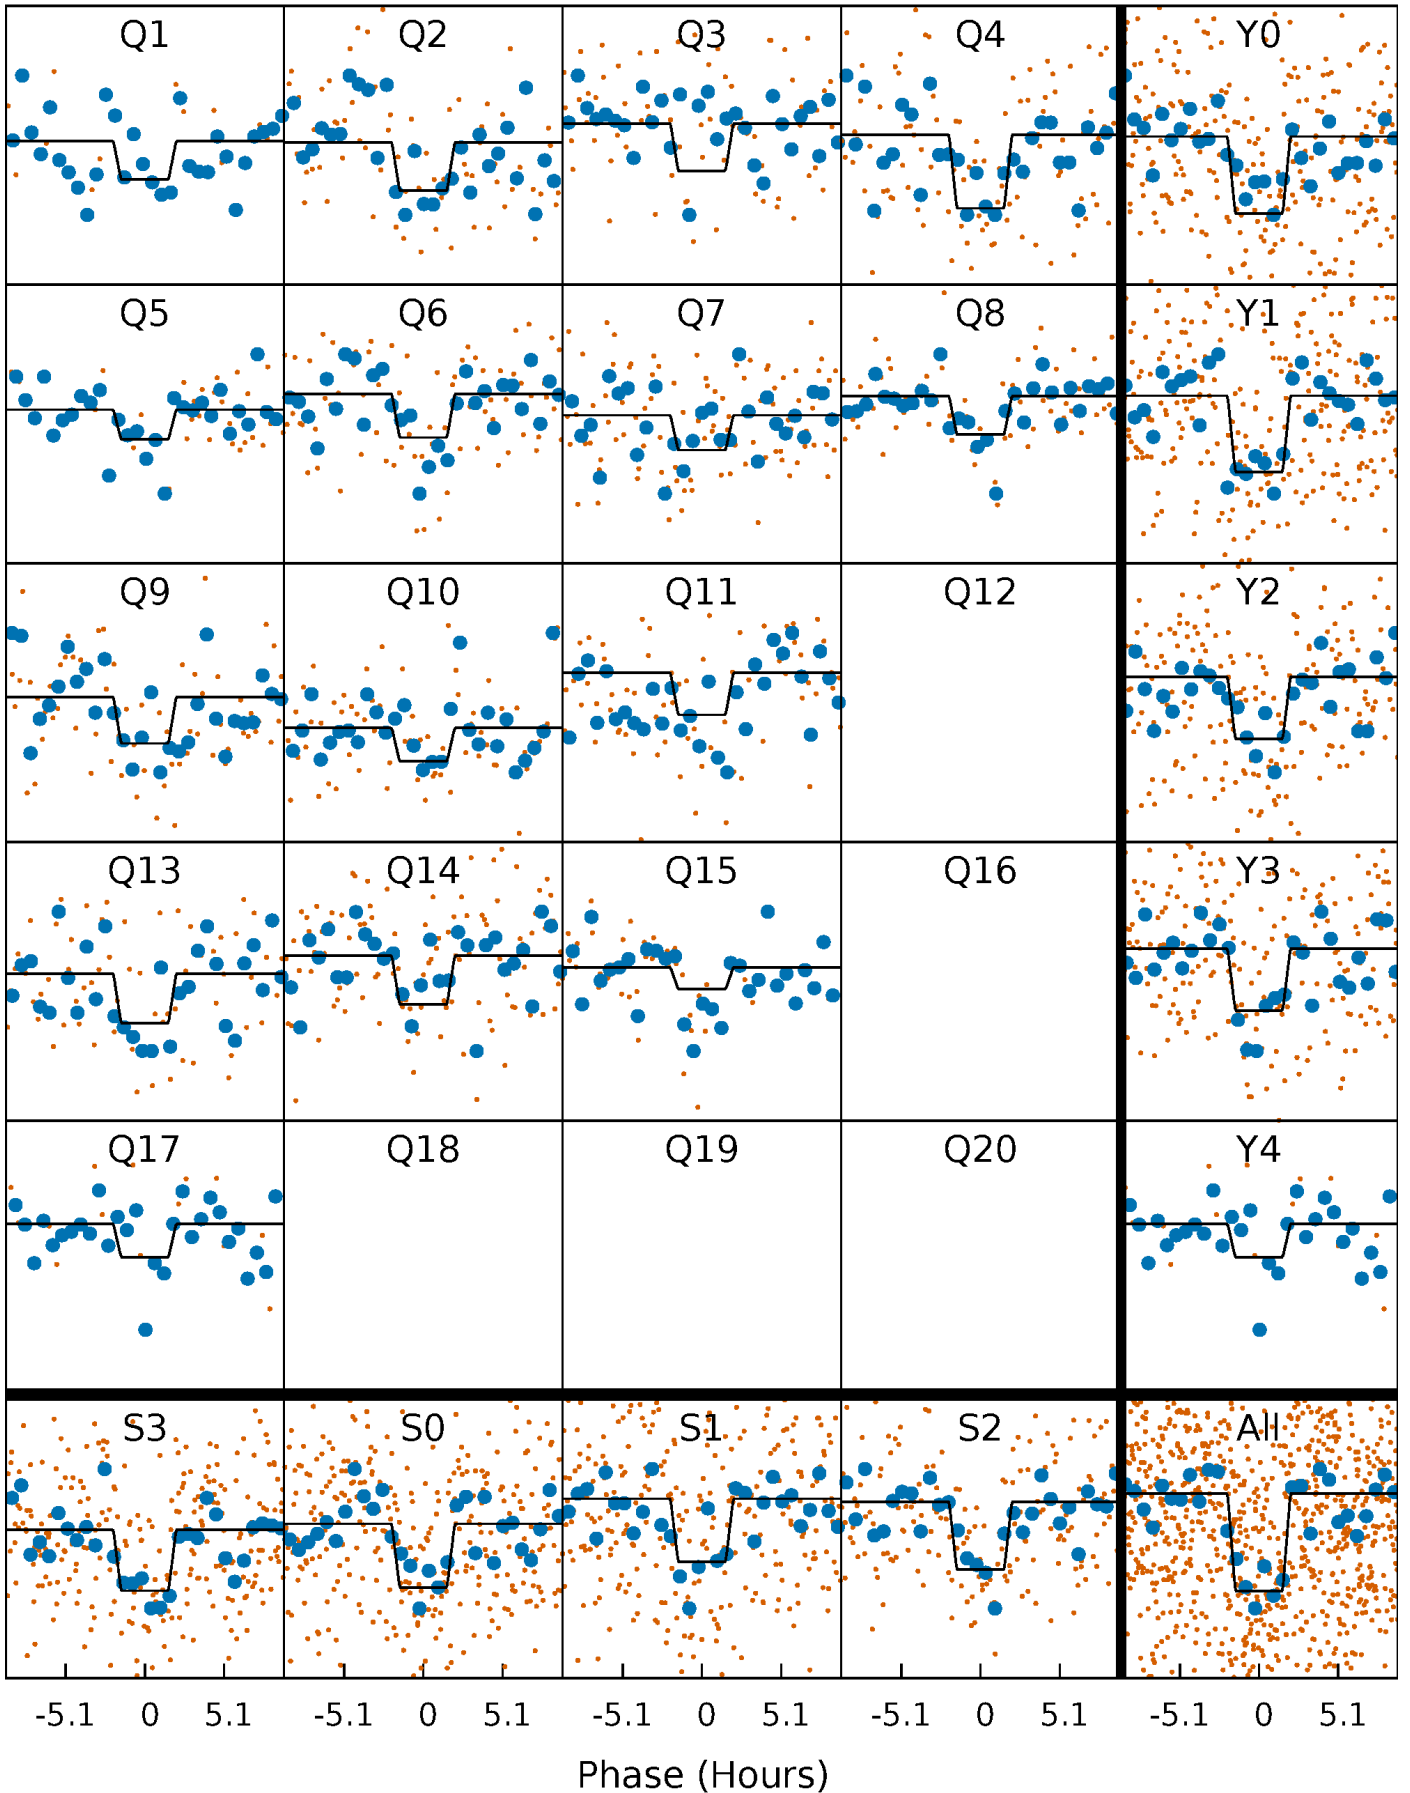 Q1 Q2 Q3 Q4 Y0
Q5 Q6 Q7 Q8 Y1
Q9 Q10 Q11 Q12 Y2
Q13 Q14 Q15 Q16 Y3
Q17 Q18 Q19 Q20 Y4
S3 S0 S1 S2 All
-5.1 0 5.1 -5.1 0 5.1 -5.1 0 5.1 -5.1 0 5.1 -5.1 0 5.1
Phase (Hours)